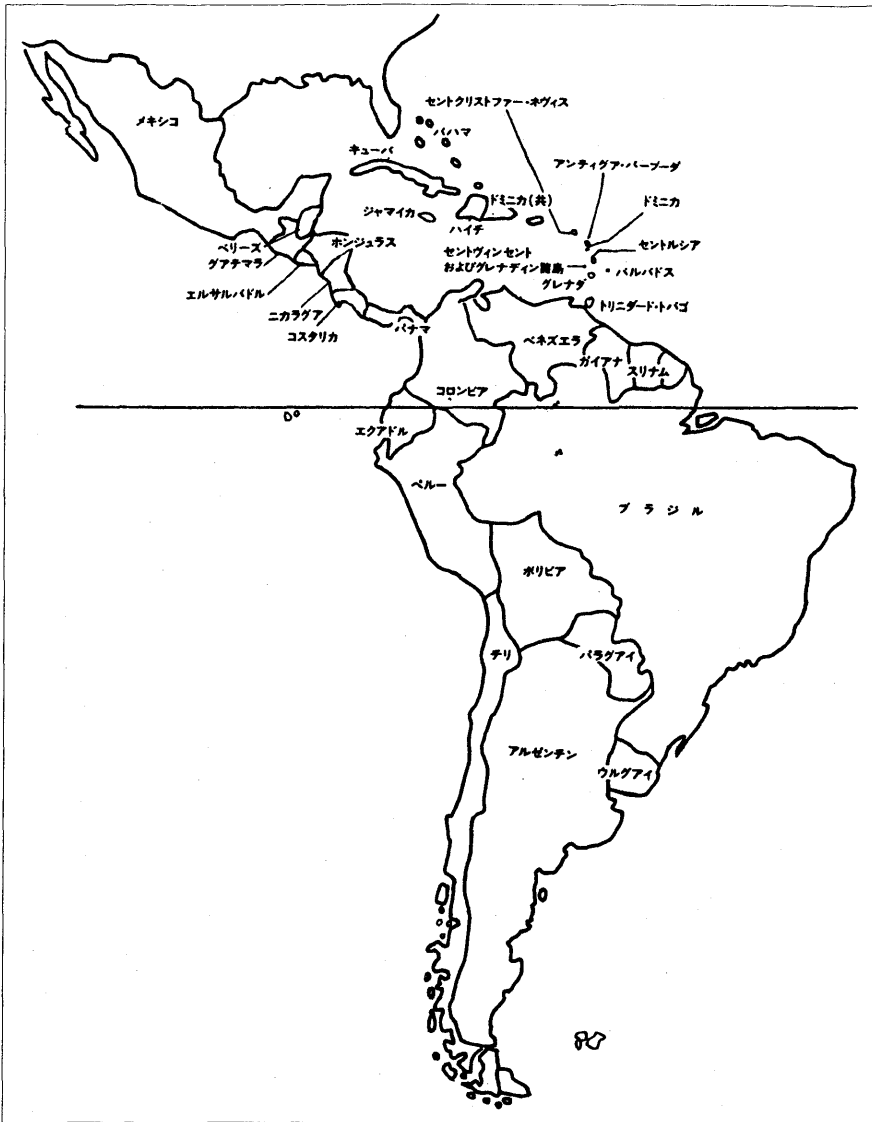 セントクリストファー・ネヴィス
メキシコ
バハマ
キューバ
アンティグア・バーブーダ
ドミニカ(共)
ドミニカ
ジャマイカ
ハイチ
ベリーズ
ホンジュラス
セントヴィンセント
およびグレナディン諸島
セントルシア
グアテマラ
バルバドス
グレナダ
エルサルバドル
ニカラグア
トリニダード・トバゴ
コスタリカ
パナマ
ベネズエラ
ガイアナ
スリナム
コロンビア
0°
エクアドル
ペルー
ブラジル
ボリビア
チリ
パラグアイ
アルゼンテン
ウルグアイ